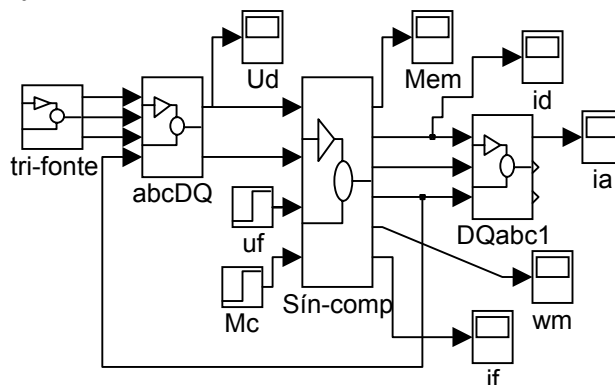 Ud
Mem
id
tri-fonte
abcDQ
ia
uf
DQabc1
Mc
Sín-comp
wm
if